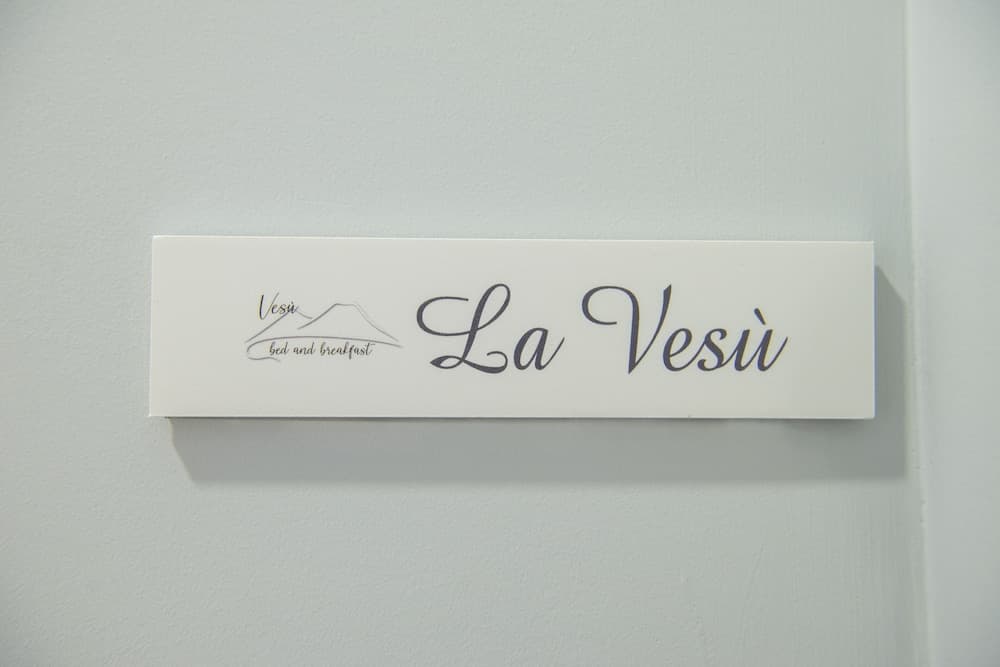 Vesù
bed and breakfast
La Vesù